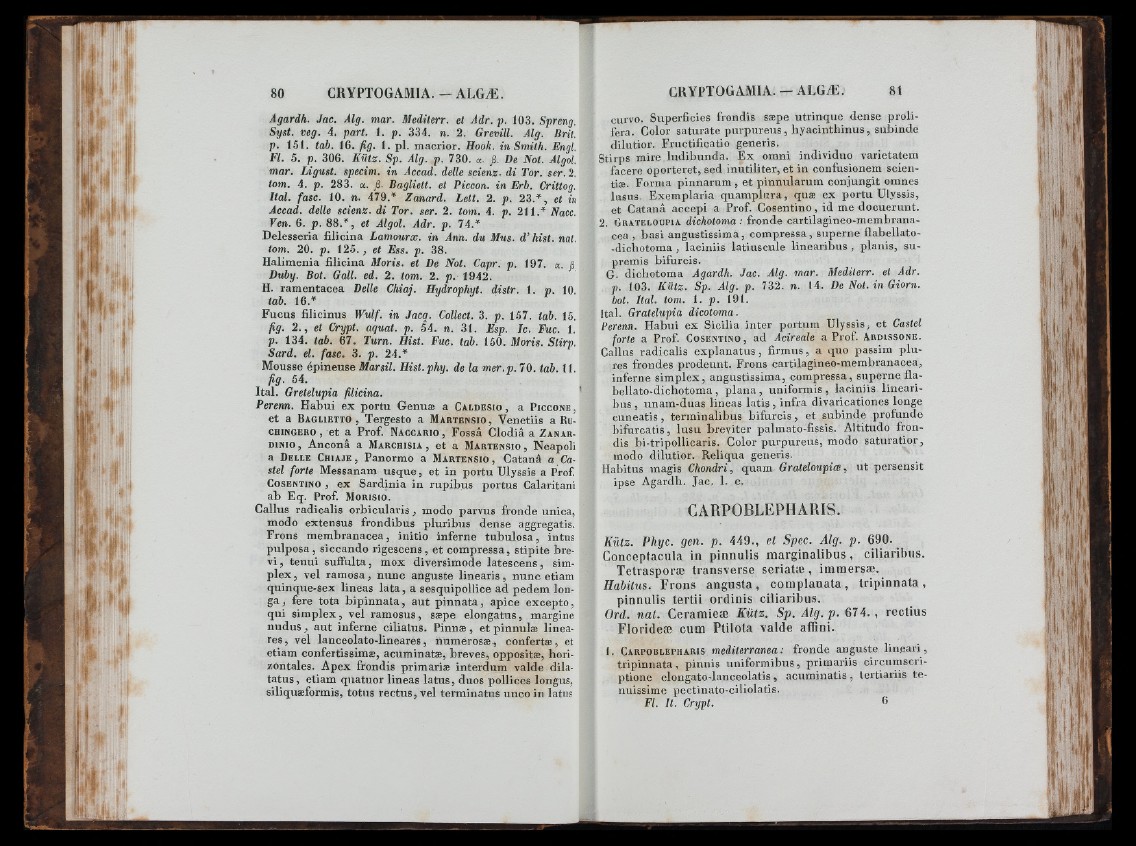 80 CRYPTOGAMIA. — ALGÆ.
Agardh. Jac. Alg. mar. Mediterr. et Adr. p. 103. Spreng.
Syst. veg. 4. part. 1. p. 334. n. 2. Grevill. Alg. Brit.
p. 151. tab. 16. fig. 1. pl. macrior. Hook. in Smith. Engl.
Fl. 5. p. 306. Kütz. Sp. Alg. p. 730. α. β. De Not. Algol.
mar. Ligust. specim. in Accad. delle scienz. di Tor. ser. 2.
tom. 4. p. 283. α. β. Bagliett. et Piccon. in Erb. Crittog.
Ital. fasc. 10. n. 479.* Zanard. Lett. 2. p. 23.*, et in
Accad. delle scienz. di Tor. ser. 2. tom. 4. p. 211.* Nacc.
Ven. 6. p. 88.*, et Algol. Adr. p. 74.*
Delesseria filicina Lamouræ. in Ann. du Mus. d'hist. nat.
tom. 20. p. 125., et Ess. p. 38.
Halimenia filicina Moris. et De Not. Capr. p. 197. α. β.
Duby. Bot. Gall. ed. 2. tom. 2. p. 1942.
H. ramentacea Delle Chiaj. Hydrophyt. distr. 1. p. 10.
tab. 16.*
Fucus filicinus Wulf. in Jacq. Collect. 3. p. 157. tab. 15.
fig. 2., et Crypt. aquat. p. 54. n. 31. Esp. Ic. Fuc. 1.
p. 134. tab. 67. Turn. Hist. Fuc. tab. 150. Moris. Stirp.
Sard. el. fasc. 3. p. 24.*
Mousse épineuse Marsil. Hist. phy. de la mer. p. 70. tab. 11.
fig. 54.
Ital. Gretelupia filicina.
Perenn. Habui ex portu Genuæ a CALDESIO, a PICCONE,
et a BAGLIETTO, Tergesto a MARTENSIO, Venetiis a RU-
CHINGERO, et a Prof. NACCARIO, Fossâ Clodiâ a ZANAR-
DINIO, Anconâ a MARCHISIA, et a MARTENSIO, Neapoli
a DELLE CHIAJE, Panormo a MARTENSIO, Catanâ a Ca-
stel forte Messanam usque, et in portu Ulyssis a Prof.
COSENTINO, ex Sardinia in rupibus portus Calaritani
ab Eq. Prof. MORISIO.
Callus radicalis orbicularis, modo parvus fronde unica,
modo extensus frondibus pluribus dense aggregatis.
Frons membranacea, initio inferne tubulosa, intus
pulposa, siccando rigescens, et compressa, stipite bre-
vi, tenui suffulta, mox diversimode latescens, sim-
plex, vel ramosa, nunc anguste linearis, nunc etiam
quinque-sex lineas lata, a sesquipollice ad pedem lon-
ga, fere tota bipinnata, aut pinnata, apice excepto,
qui simplex, vel ramosus, sæpe elongatus, margine
nudus, aut inferne ciliatus. Pinnæ, et pinnulæ linea-
res, vel lanceolato-lineares, numerosæ, confertæ, et
etiam confertissimæ, acuminatæ, breves, oppositæ, hori-
zontales. Apex frondis primariæ interdum valde dila-
tatus, etiam quatuor lineas latus, duos pollices longus,
siliquæformis, totus rectus, vel terminatus unco in latus
CRYPTOGAMIA. — ALGÆ. 81
curvo. Superficies frondis sæpe utrinque dense proli-
fera. Color saturate purpureus, hyacinthinus, subinde
dilutior. Fructificatio generis.
Stirps mire ludibunda. Ex omni individuo varietatem
facere oporteret, sed inutiliter, et in confusionem scien-
tiæ. Forma pinnarum, et pinnularum conjungit omnes
lusus. Exemplaria quamplura, quæ ex portu Ulyssis,
et Catanâ accepi a Prof. Cosentino, id me docuerunt.
2. GRATELOUPIA dichotoma: fronde cartilagineo-membrana-
cea, basi angustissima, compressa, superne flabellato-
-dichotoma, laciniis latiuscule linearibus, planis, su-
premis bifurcis.
G. dichotoma Agardh. Jac. Alg. mar. Mediterr. et Adr.
p. 103. Kütz. Sp. Alg. p. 732. n. 14. De Not. in Giorn.
bot. Ital. tom. 1. p. 191.
Ital. Gratelupia dicotoma.
Perenn. Habui ex Sicilia inter portum Ulyssis, et Castel
forte a Prof. COSENTINO, ad Acireale a Prof. ARDISSONE.
Callus radicalis explanatus, firmus, a quo passim plu-
res frondes prodeunt. Frons cartilagineo-membranacea,
inferne simplex, angustissima, compressa, superne fla-
bellato-dichotoma, plana, uniformis, laciniis lineari-
bus, unam-duas lineas latis, infra divaricationes longe
cuneatis, terminalibus bifurcis, et subinde profunde
bifurcatis, lusu breviter palmato-fissis. Altitudo fron-
dis bi-tripollicaris. Color purpureus, modo saturatior,
modo dilutior. Reliqua generis.
Habitus magis Chondri, quam Grateloupiæ, ut persensit
ipse Agardh. Jac. l. c.
CARPOBLEPHARIS.
Kütz. Phyc. gen. p. 449., et Spec. Alg. p. 690.
Conceptacula in pinnulis marginalibus, ciliaribus.
Tetrasporæ transverse seriatæ, immersæ.
Habitus. Frons angusta, complanata, tripinnata,
pinnulis tertii ordinis ciliaribus.
Ord. nat. Ceramieæ Kütz. Sp. Alg. p. 674., rectius
Florideæ cum Ptilota valde affini.
1. CARPOBLEPHARIS mediterranea: fronde anguste lineari,
tripinnata, pinnis uniformibus, primariis circumscri-
ptione elongato-lanceolatis, acuminatis, tertiariis te-
nuissime pectinato-ciliolatis.
Fl. It. Crypt. 6